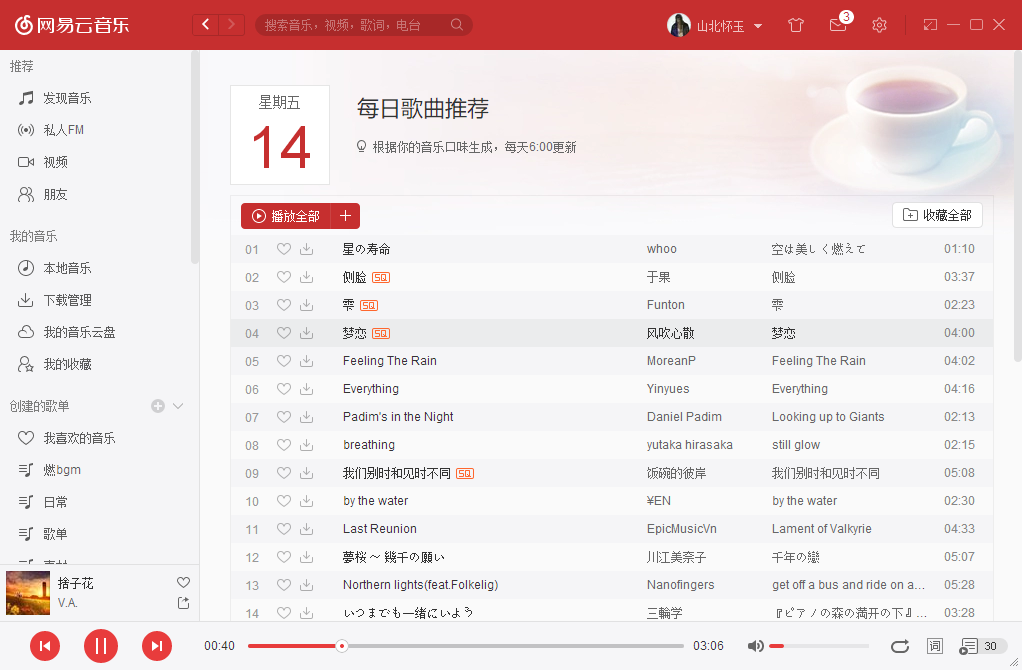 网易云音乐
搜索音乐，视频，歌词，电台
山北怀玉
3
推荐
发现音乐
私人FM
视频
朋友
我的音乐
本地音乐
下载管理
我的音乐云盘
我的收藏
创建的歌单
我喜欢的音乐
燃bgm
日常
歌单
捨子花
V.A.
星期五
14
每日歌曲推荐
根据你的音乐口味生成，每天6:00更新
播放全部
收藏全部
01 星の寿命 whoo 空は美しく燃えて 01:10
02 侧脸 SQ 于果 侧脸 03:37
03 雫 SQ Funton 雫 02:23
04 梦恋 SQ 风吹心散 梦恋 04:00
05 Feeling The Rain MoreanP Feeling The Rain 04:02
06 Everything Yinyues Everything 04:16
07 Padim's in the Night Daniel Padim Looking up to Giants 02:13
08 breathing yutaka hirasaka still glow 02:15
09 我们别时和见时不同 SQ 饭碗的彼岸 我们别时和见时不同 05:08
10 by the water ¥EN by the water 02:30
11 Last Reunion EpicMusicVn Lament of Valkyrie 04:33
12 夢桜 ～ 幾千の願い 川江美奈子 千年の戀 05:07
13 Northern lights(feat.Folkelig) Nanofingers get off a bus and ride on a... 05:28
14 いつまでも一緒にいよう 三輪学 『ピアノの森の満开の下』... 03:28
00:40
03:06
词
30